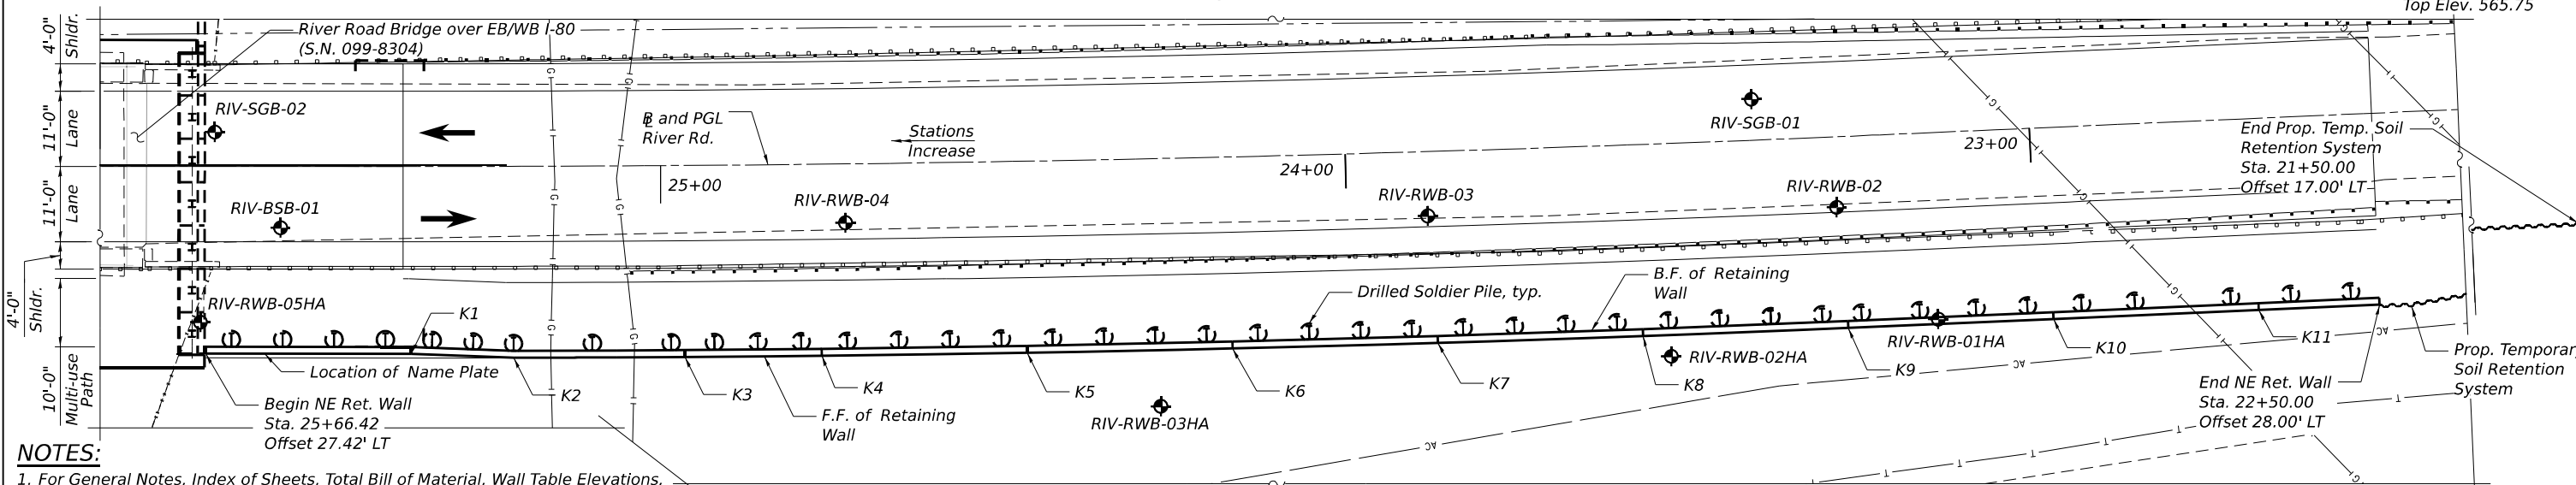 Top Elev. 565.75
4'-0"
Shldr.
River Road Bridge over EB/WB I-80
(S.N. 099-8304)
11'-0"
Lane
RIV-SGB-02
B and PGL
River Rd.
Stations
Increase
RIV-SGB-01
23+00
24+00
25+00
End Prop. Temp. Soil
Retention System
Sta. 21+50.00
Offset 17.00' LT
11'-0"
Lane
RIV-BSB-01
RIV-RWB-04
RIV-RWB-03
RIV-RWB-02
4'-0"
Shldr.
RIV-RWB-05HA
K1
Drilled Soldier Pile, typ.
B.F. of Retaining
Wall
10'-0"
Multi-use
Path
Location of Name Plate
K2
K3
K4
K5
K6
K7
K8
K9
K10
K11
RIV-RWB-02HA
RIV-RWB-01HA
RIV-RWB-03HA
F.F. of Retaining
Wall
Begin NE Ret. Wall
Sta. 25+66.42
Offset 27.42' LT
End NE Ret. Wall
Sta. 22+50.00
Offset 28.00' LT
Prop. Temporar
Soil Retention
System
G
G
G
G
G
G
G
G
G
G
G
G
G
AC
AC
AC
AC
T
T
T
T
T
NOTES:
1. For General Notes, Index of Sheets, Total Bill of Material, Wall Table Elevations,